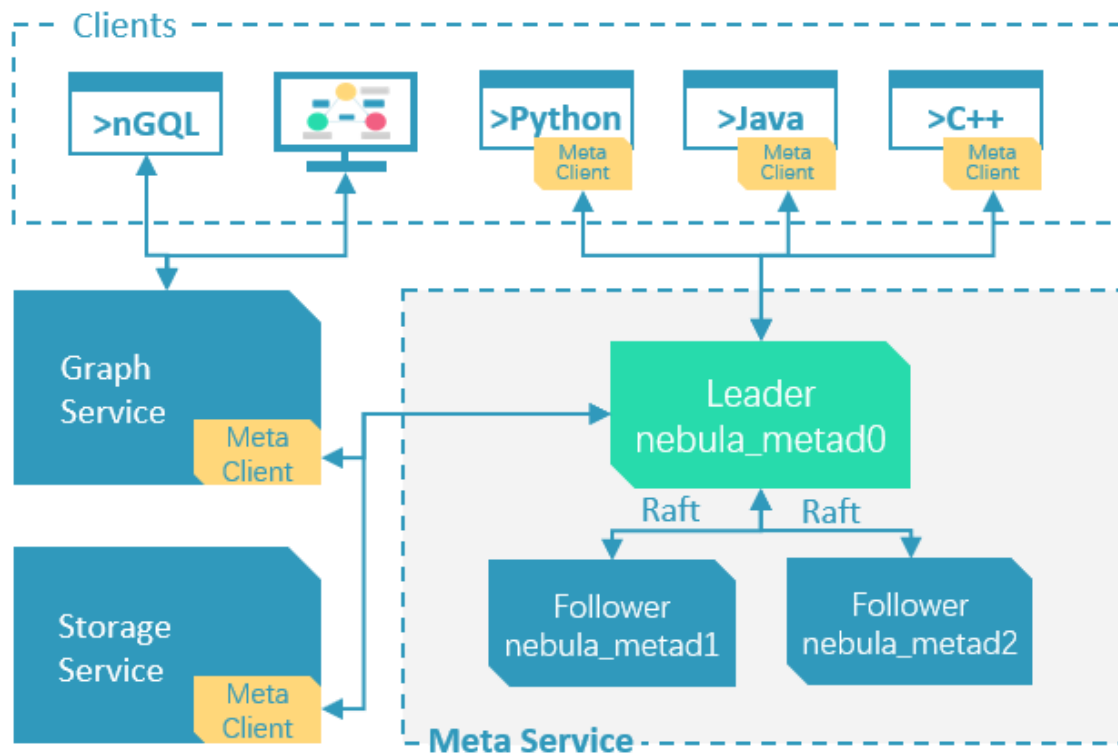 Clients
>nGQL
>Python
Meta
Client
>Java
Meta
Client
>C++
Meta
Client
Graph
Service
Meta
Client
Leader
nebula_metad0
Raft
Raft
Follower
nebula_metad1
Follower
nebula_metad2
Storage
Service
Meta
Client
Meta Service